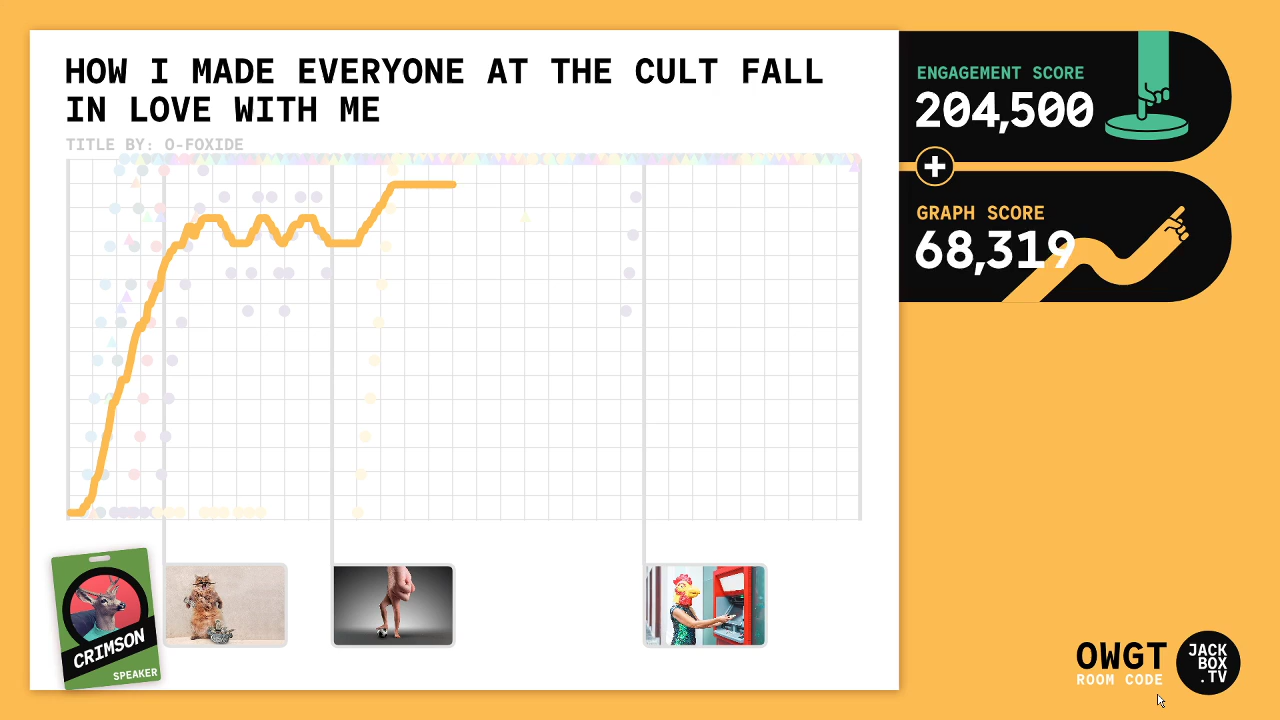 HOW I MADE EVERYONE AT THE CULT FALL
IN LOVE WITH ME
TITLE BY: O-FOXIDE
ENGAGEMENT SCORE
204,500
+
GRAPH SCORE
68,319
CRIMSON
SPEAKER
OWGT
ROOM CODE
JACK
BOX
.TV